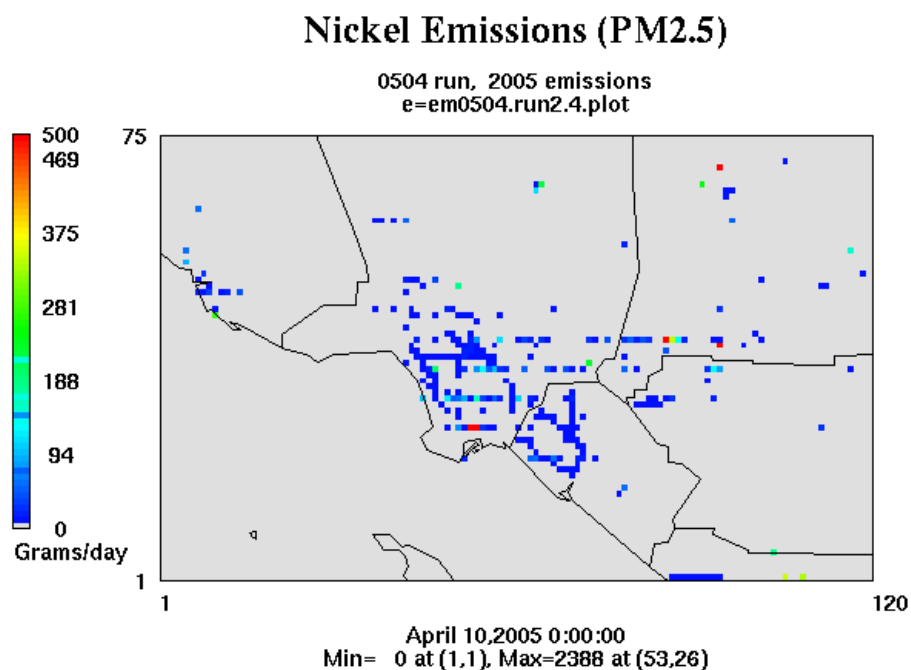 Nickel Emissions (PM2.5)
0504 run, 2005 emissions
e=em0504.run2.4.plot
500
469
375
281
188
94
0
Grams/day
75
1
1
120
April 10,2005 0:00:00
Min= 0 at (1,1), Max=2388 at (53,26)